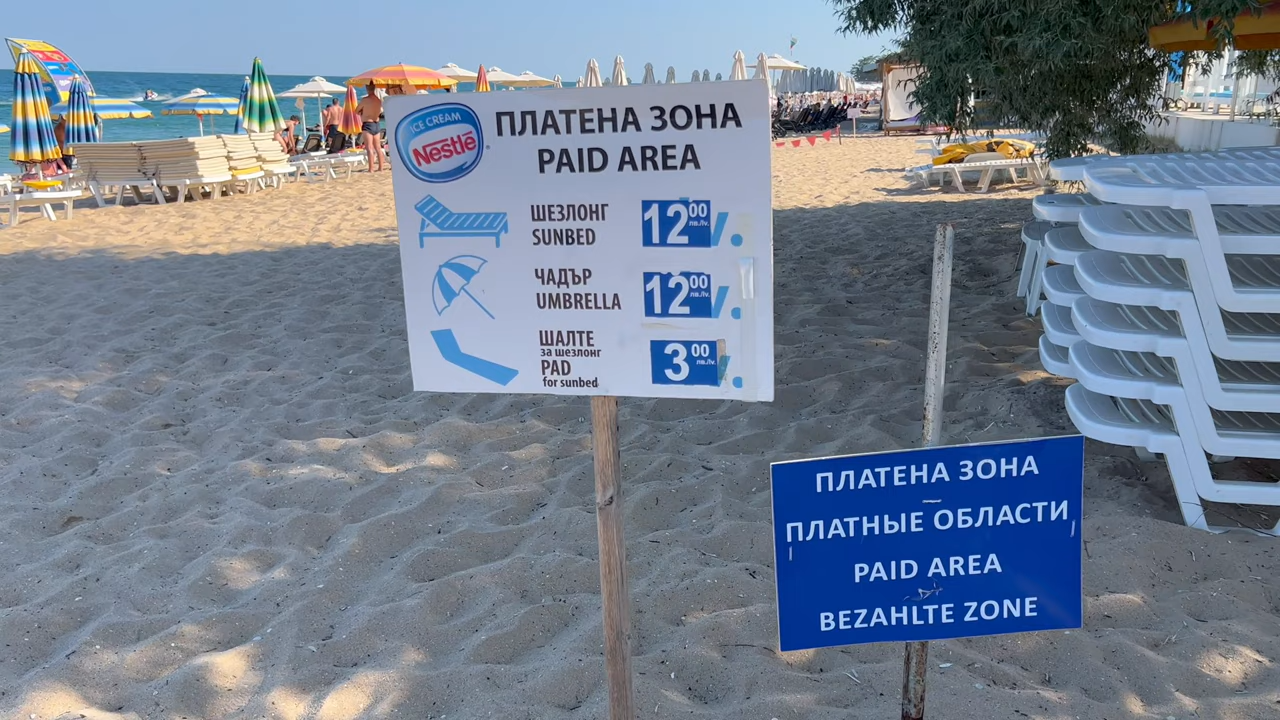 ICE CREAM
Nestlé
ПЛАТЕНА ЗОНА
PAID AREA
ШЕЗЛОНГ
SUNBED
12 00 лв./lv.
ЧАДЪР
UMBRELLA
12 00 лв./lv.
ШАЛТЕ
за шезлонг
PAD
for sunbed
3 00 лв./lv.
ПЛАТЕНА ЗОНА
ПЛАТНЫЕ ОБЛАСТИ
PAID AREA
BEZAHLTE ZONE